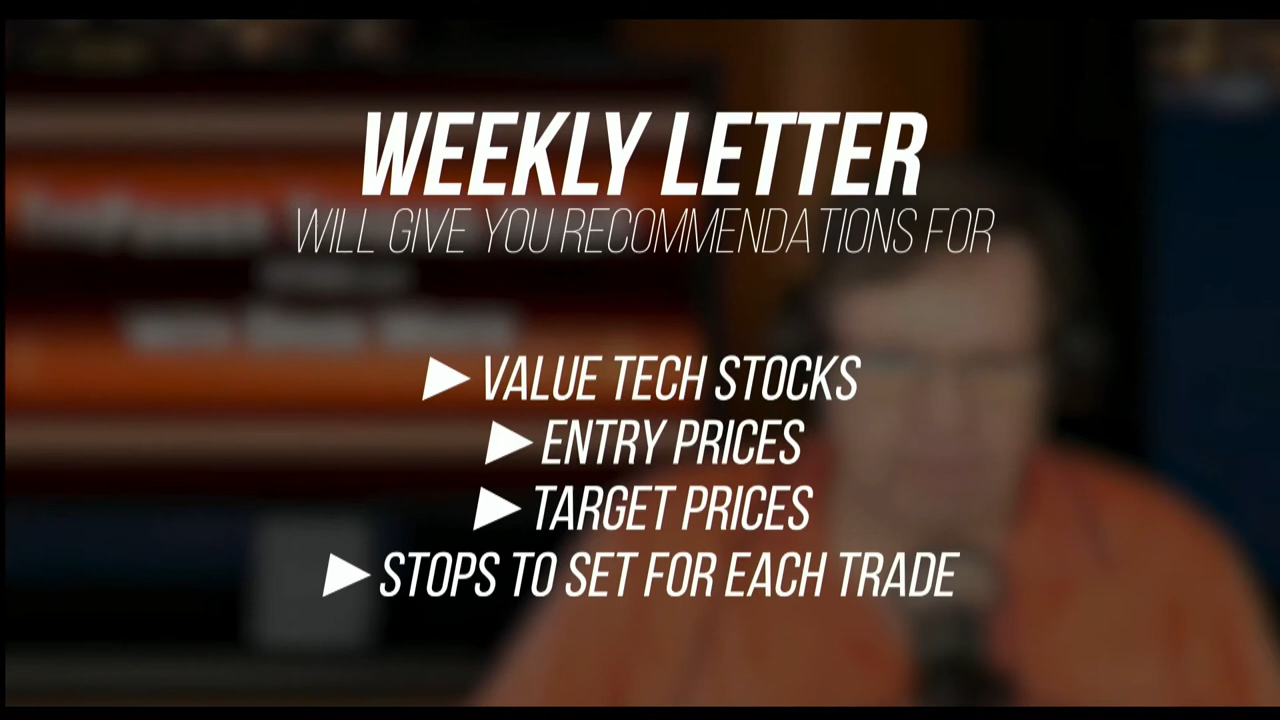 WEEKLY LETTER
WILL GIVE YOU RECOMMENDATIONS FOR
▶ VALUE TECH STOCKS
▶ ENTRY PRICES
▶ TARGET PRICES
▶ STOPS TO SET FOR EACH TRADE